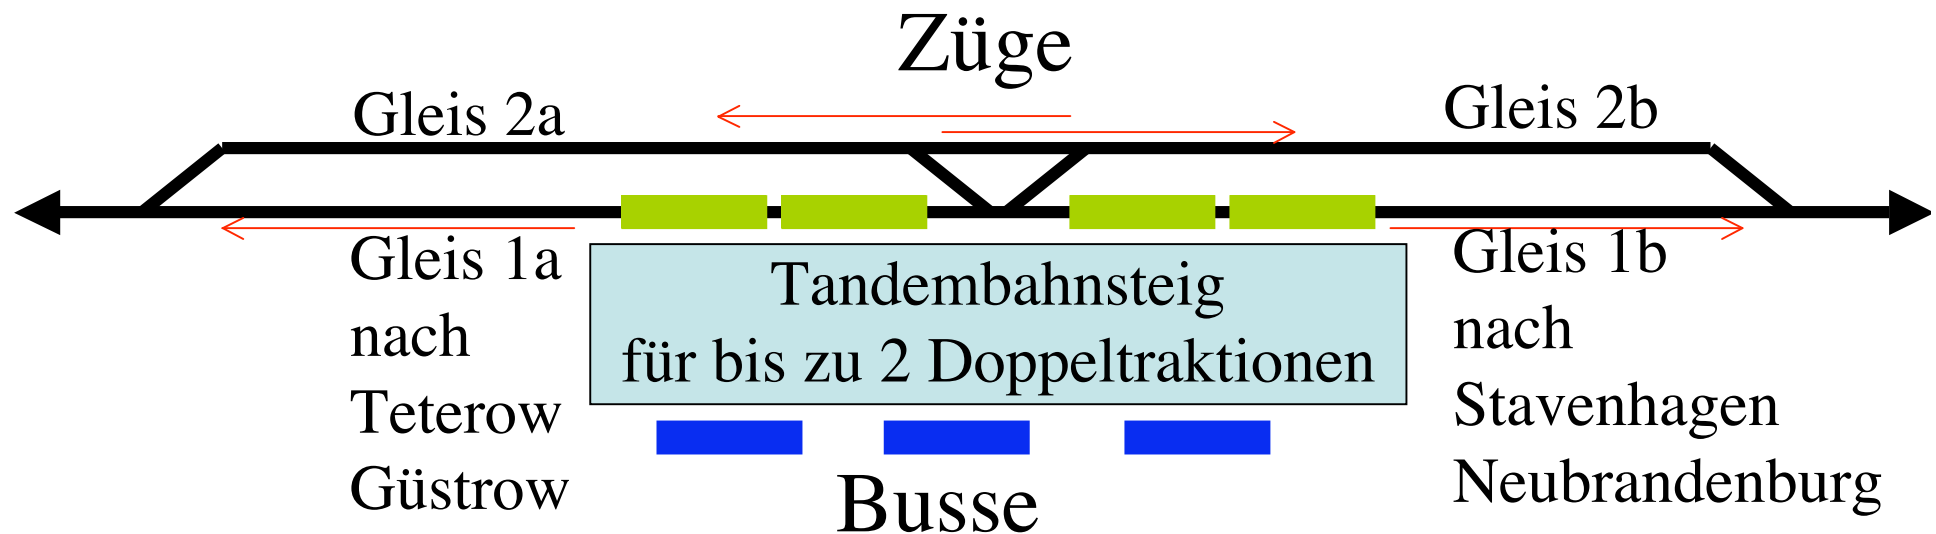 Züge
Gleis 2a
Gleis 2b
Gleis 1a
nach
Teterow
Güstrow
Tandembahnsteig
für bis zu 2 Doppeltraktionen
Gleis 1b
nach
Stavenhagen
Neubrandenburg
Busse